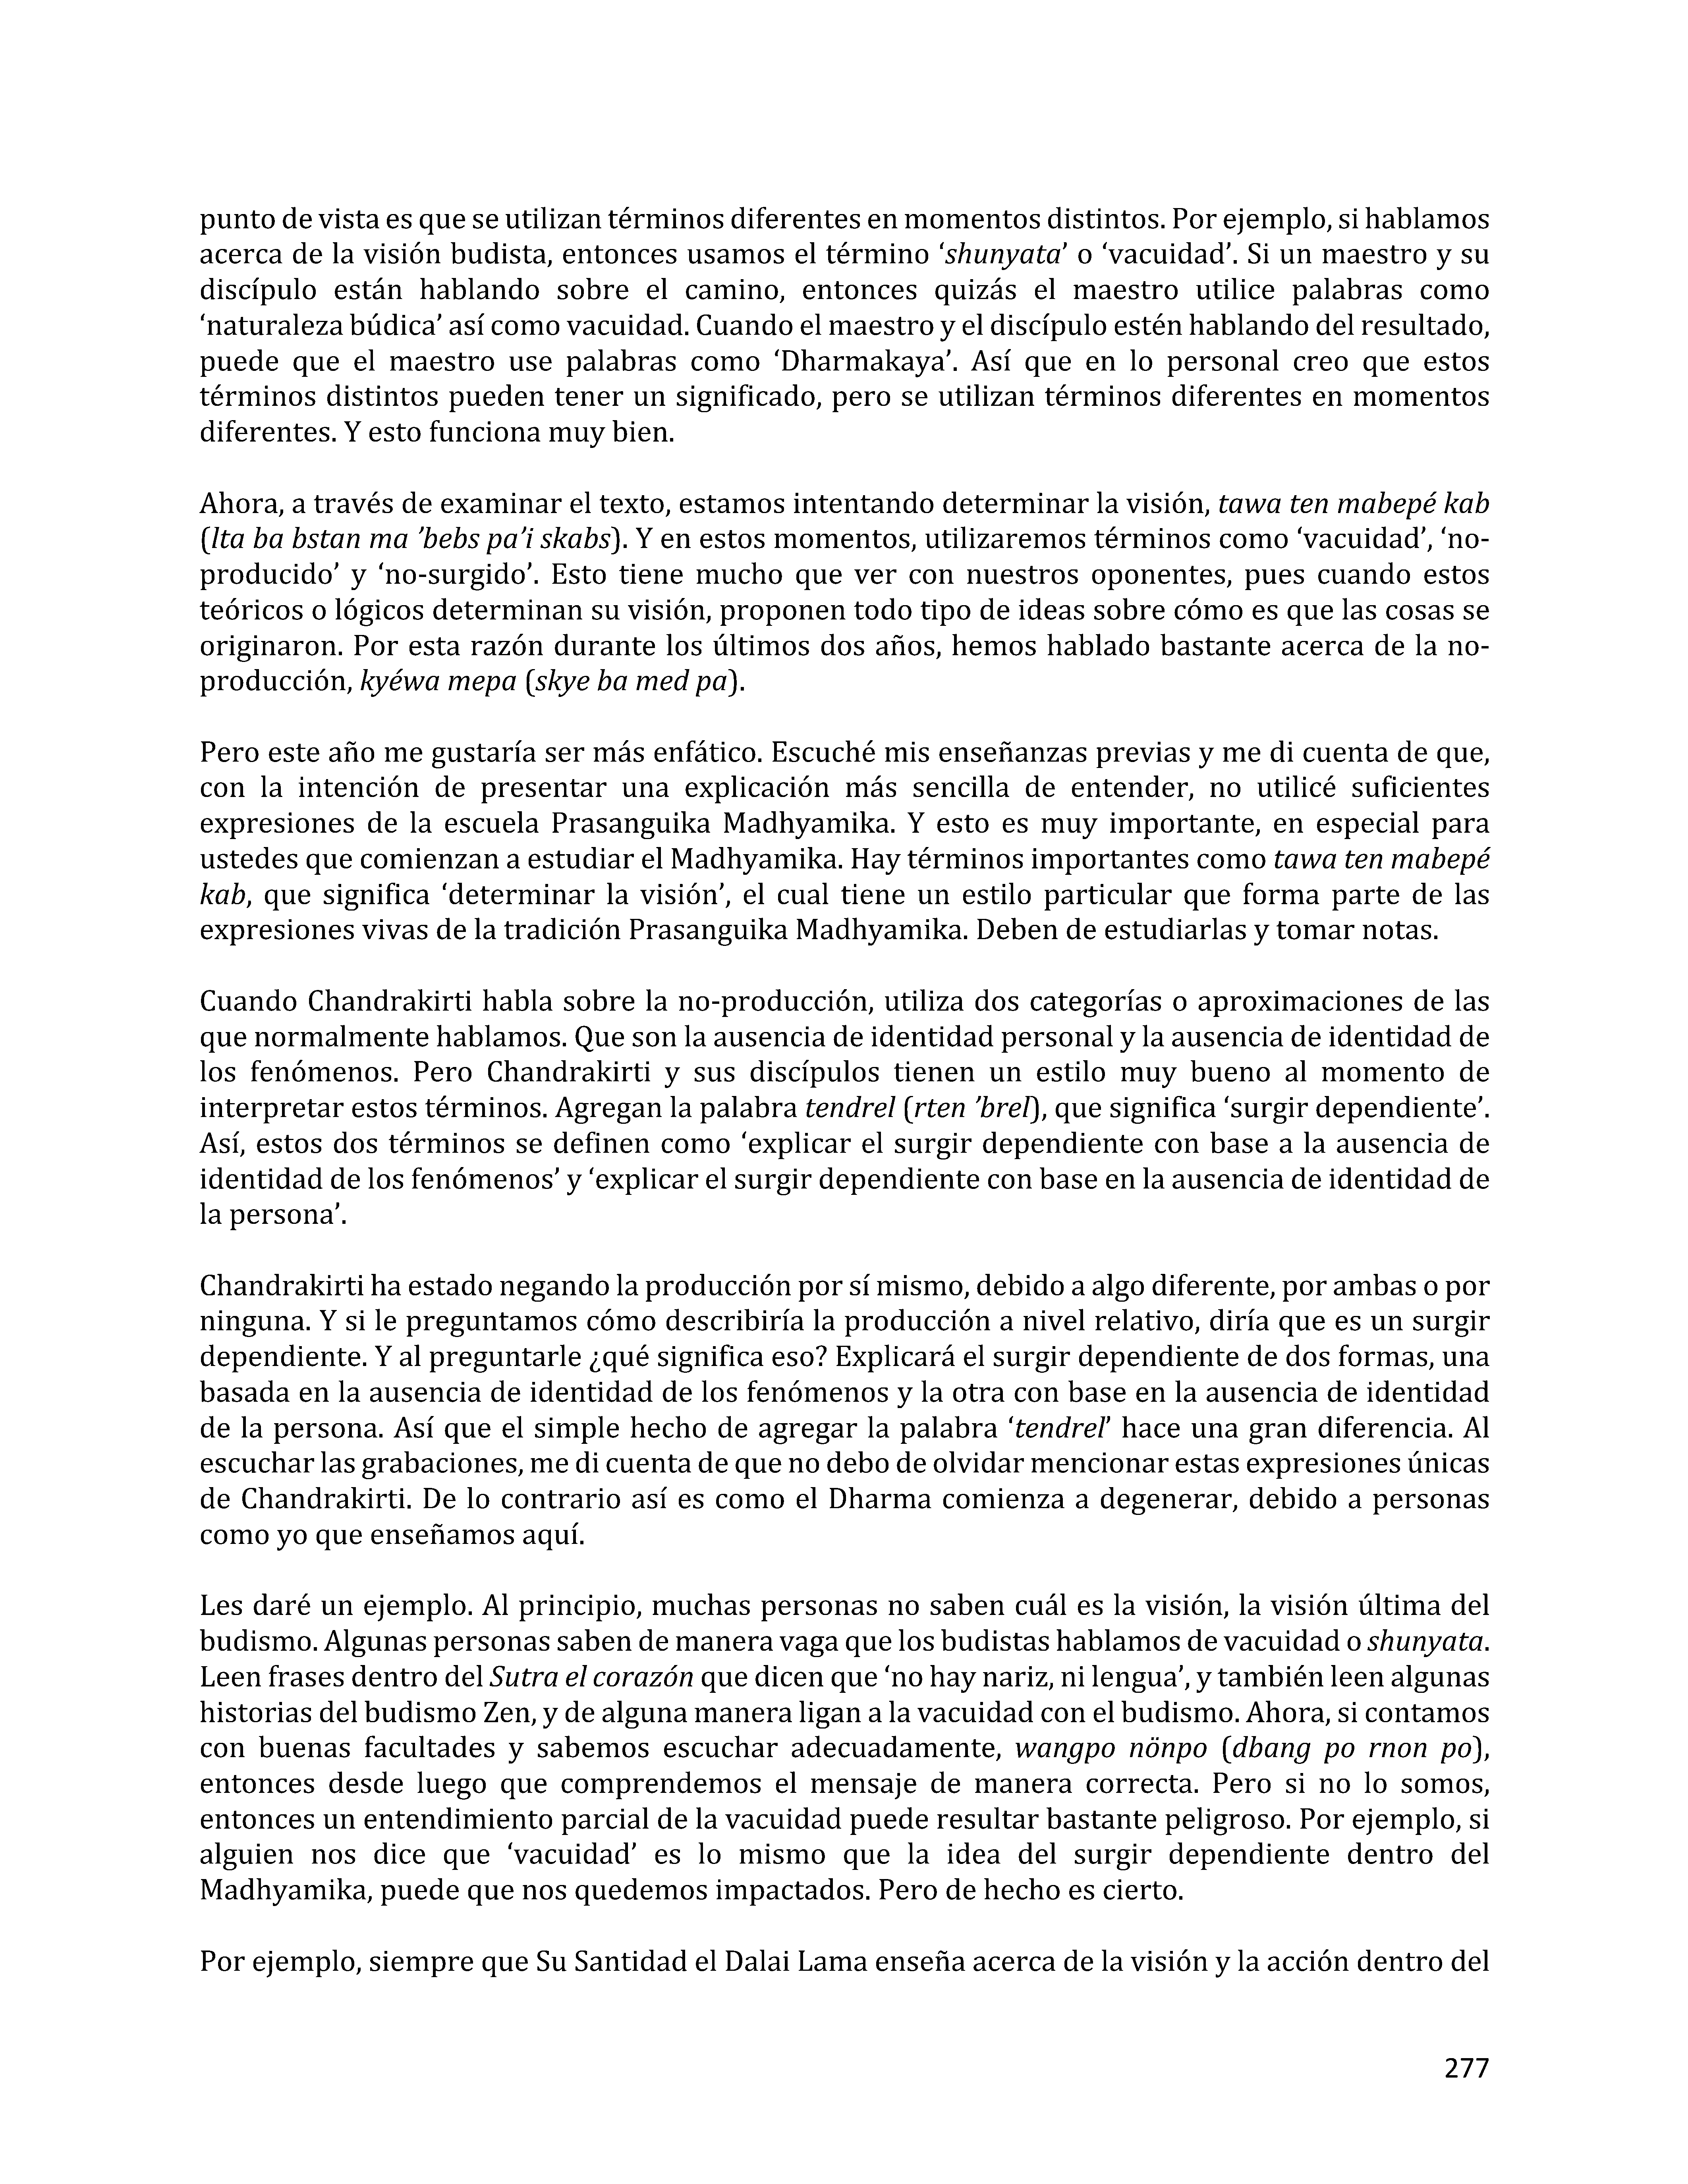 punto de vista es que se utilizan términos diferentes en momentos distintos. Por ejemplo, si hablamos
acerca de la visión budista, entonces usamos el término ‘shunyata’ o ‘vacuidad’. Si un maestro y su
discípulo están hablando sobre el camino, entonces quizás el maestro utilice palabras como
‘naturaleza búdica’ así como vacuidad. Cuando el maestro y el discípulo estén hablando del resultado,
puede que el maestro use palabras como ‘Dharmakaya’. Así que en lo personal creo que estos
términos distintos pueden tener un significado, pero se utilizan términos diferentes en momentos
diferentes. Y esto funciona muy bien.
Ahora, a través de examinar el texto, estamos intentando determinar la visión, tawa ten mabepé kab
(lta ba bstan ma ’bebs pa’i skabs). Y en estos momentos, utilizaremos términos como ‘vacuidad’, ‘no-
producido’ y ‘no-surgido’. Esto tiene mucho que ver con nuestros oponentes, pues cuando estos
teóricos o lógicos determinan su visión, proponen todo tipo de ideas sobre cómo es que las cosas se
originaron. Por esta razón durante los últimos dos años, hemos hablado bastante acerca de la no-
producción, kyéwa mepa (skye ba med pa).
Pero este año me gustaría ser más enfático. Escuché mis enseñanzas previas y me di cuenta de que,
con la intención de presentar una explicación más sencilla de entender, no utilicé suficientes
expresiones de la escuela Prasanguika Madhyamika. Y esto es muy importante, en especial para
ustedes que comienzan a estudiar el Madhyamika. Hay términos importantes como tawa ten mabepé
kab, que significa ‘determinar la visión’, el cual tiene un estilo particular que forma parte de las
expresiones vivas de la tradición Prasanguika Madhyamika. Deben de estudiarlas y tomar notas.
Cuando Chandrakirti habla sobre la no-producción, utiliza dos categorías o aproximaciones de las
que normalmente hablamos. Que son la ausencia de identidad personal y la ausencia de identidad de
los fenómenos. Pero Chandrakirti y sus discípulos tienen un estilo muy bueno al momento de
interpretar estos términos. Agregan la palabra tendrel (rten ’brel), que significa ‘surgir dependiente’.
Así, estos dos términos se definen como ‘explicar el surgir dependiente con base a la ausencia de
identidad de los fenómenos’ y ‘explicar el surgir dependiente con base en la ausencia de identidad de
la persona’.
Chandrakirti ha estado negando la producción por sí mismo, debido a algo diferente, por ambas o por
ninguna. Y si le preguntamos cómo describiría la producción a nivel relativo, diría que es un surgir
dependiente. Y al preguntarle ¿qué significa eso? Explicará el surgir dependiente de dos formas, una
basada en la ausencia de identidad de los fenómenos y la otra con base en la ausencia de identidad
de la persona. Así que el simple hecho de agregar la palabra ‘tendrel’ hace una gran diferencia. Al
escuchar las grabaciones, me di cuenta de que no debo de olvidar mencionar estas expresiones únicas
de Chandrakirti. De lo contrario así es como el Dharma comienza a degenerar, debido a personas
como yo que enseñamos aquí.
Les daré un ejemplo. Al principio, muchas personas no saben cuál es la visión, la visión última del
budismo. Algunas personas saben de manera vaga que los budistas hablamos de vacuidad o shunyata.
Leen frases dentro del Sutra el corazón que dicen que ‘no hay nariz, ni lengua’, y también leen algunas
historias del budismo Zen, y de alguna manera ligan a la vacuidad con el budismo. Ahora, si contamos
con buenas facultades y sabemos escuchar adecuadamente, wangpo nönpo (dbang po rnon po),
entonces desde luego que comprendemos el mensaje de manera correcta. Pero si no lo somos,
entonces un entendimiento parcial de la vacuidad puede resultar bastante peligroso. Por ejemplo, si
alguien nos dice que ‘vacuidad’ es lo mismo que la idea del surgir dependiente dentro del
Madhyamika, puede que nos quedemos impactados. Pero de hecho es cierto.
Por ejemplo, siempre que Su Santidad el Dalai Lama enseña acerca de la visión y la acción dentro del
277